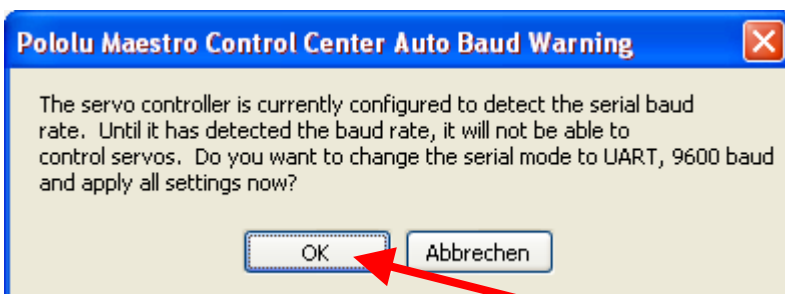 Pololu Maestro Control Center Auto Baud Warning
The servo controller is currently configured to detect the serial baud
rate.  Until it has detected the baud rate, it will not be able to
control servos.  Do you want to change the serial mode to UART, 9600 baud
and apply all settings now?
OK Abbrechen